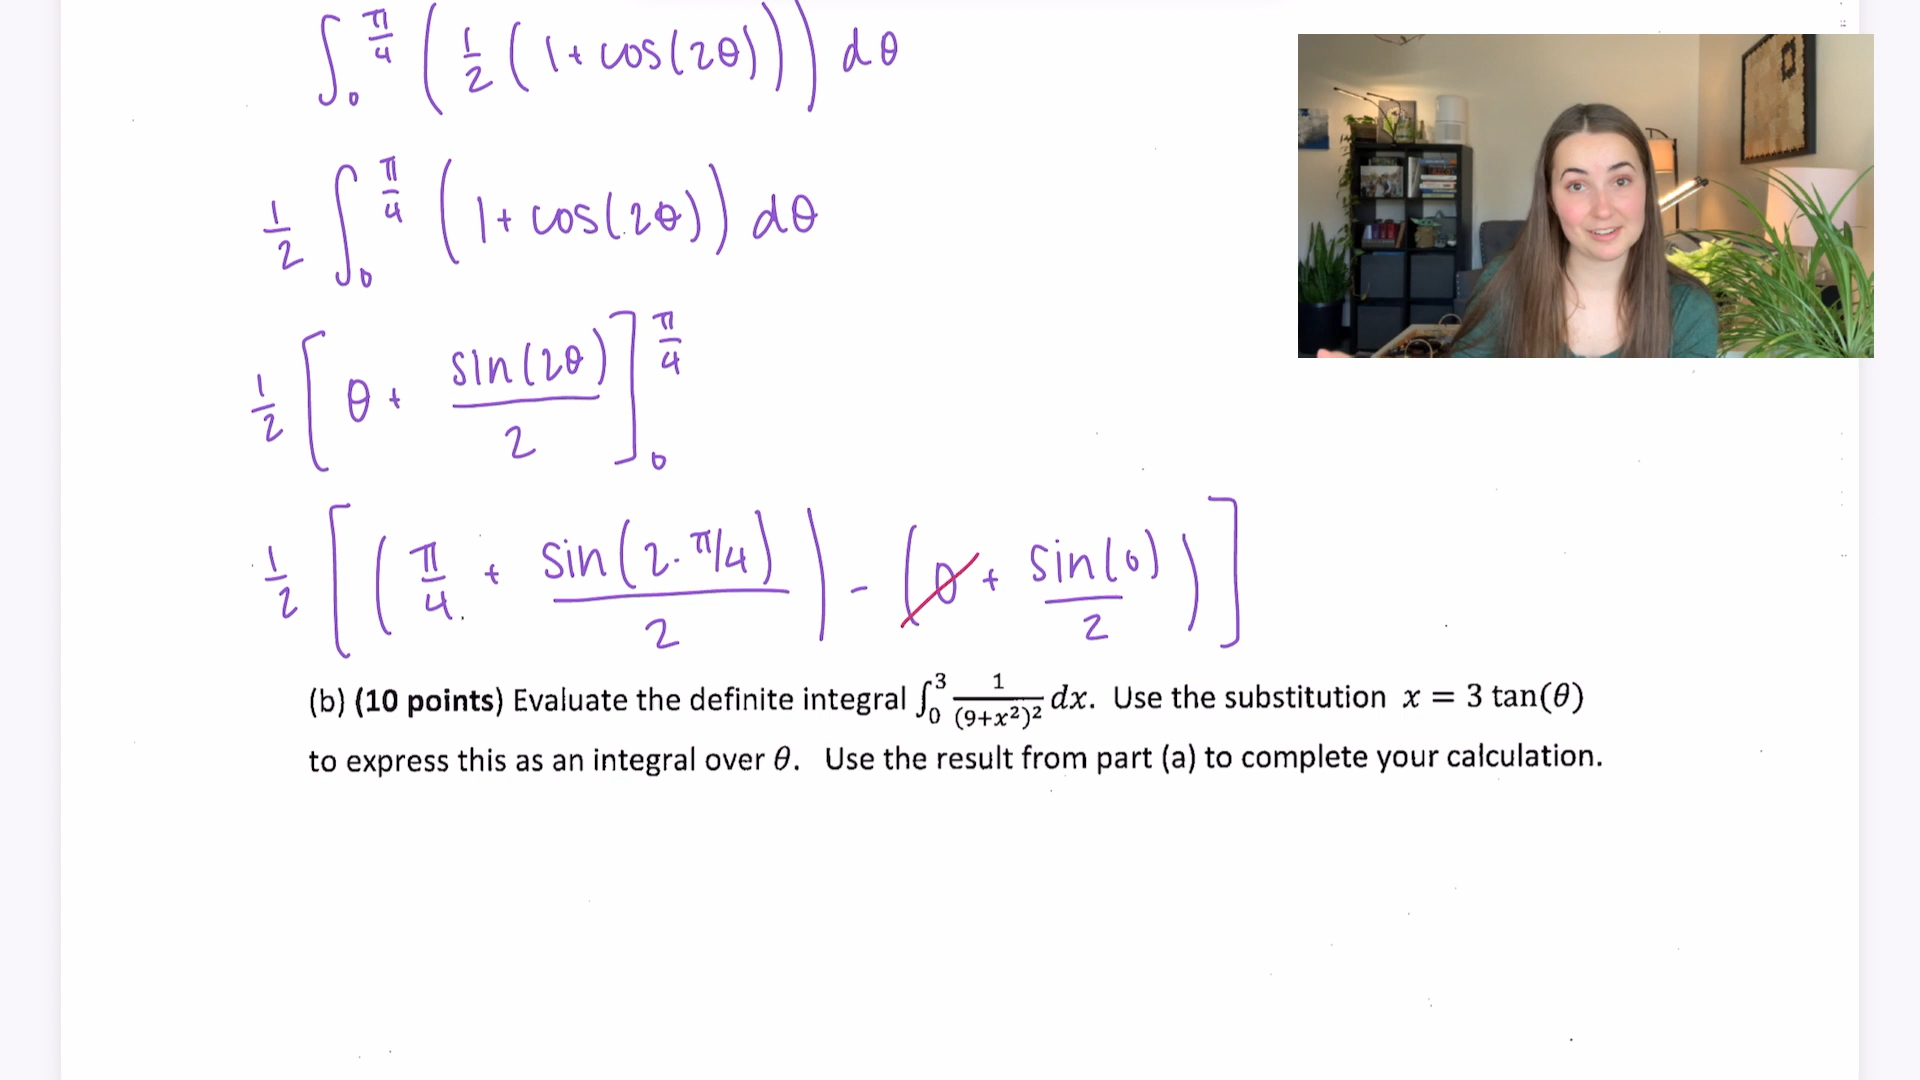 ∫₀^(π/4) (1/2 (1 + cos(2θ))) dθ
1/2 ∫₀^(π/4) (1 + cos(2θ)) dθ
1/2 [θ + sin(2θ)/2]₀^(π/4)
1/2 [(π/4 + sin(2·π/4)/2) - (0 + sin(0)/2)]
(b) (10 points) Evaluate the definite integral ∫₀³ 1/(9+x²)² dx. Use the substitution x = 3 tan(θ)
to express this as an integral over θ. Use the result from part (a) to complete your calculation.